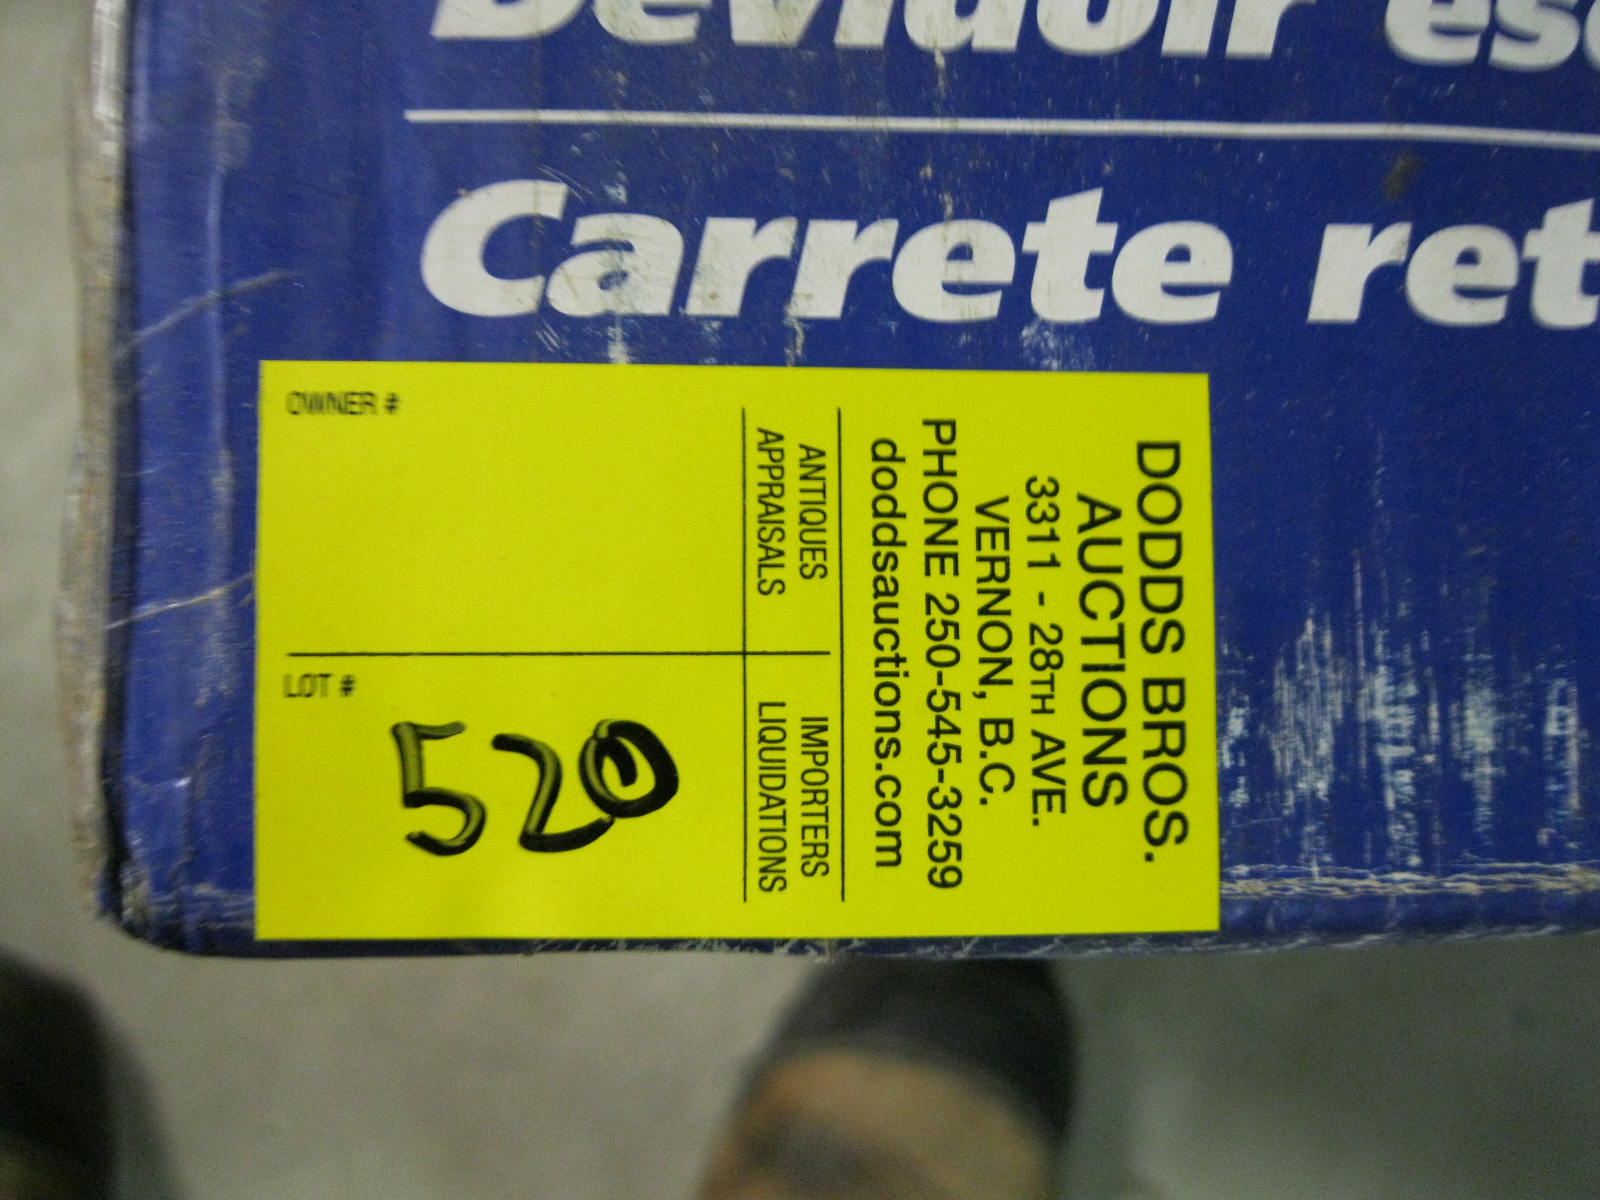 Devidoir
Carrete
DODDS BROS.
AUCTIONS
3311 - 28TH AVE.
VERNON, B.C.
PHONE 250-545-3259
doddsauctions.com
ANTIQUES
APPRAISALS
IMPORTERS
LIQUIDATIONS
OWNER #
LOT #
520